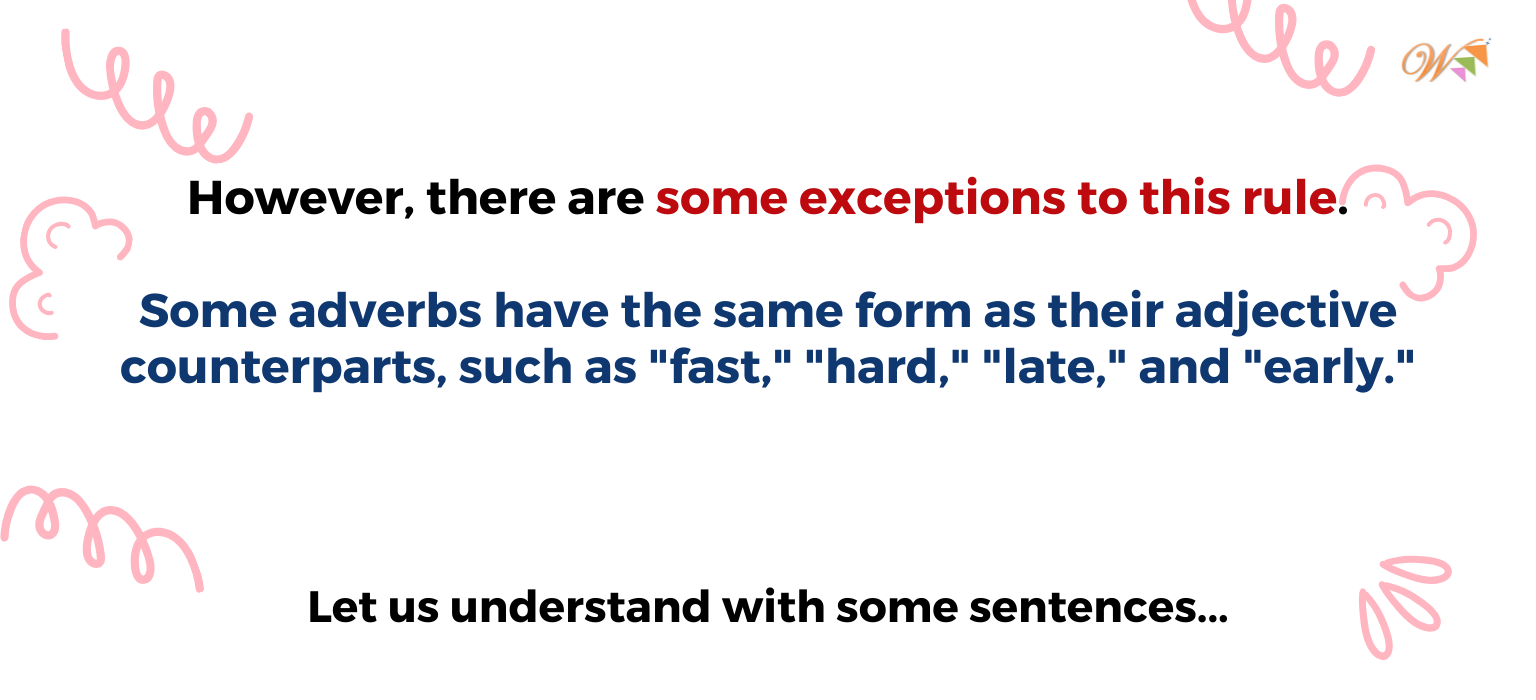 W
However, there are some exceptions to this rule.
Some adverbs have the same form as their adjective
counterparts, such as "fast," "hard," "late," and "early."
Let us understand with some sentences...